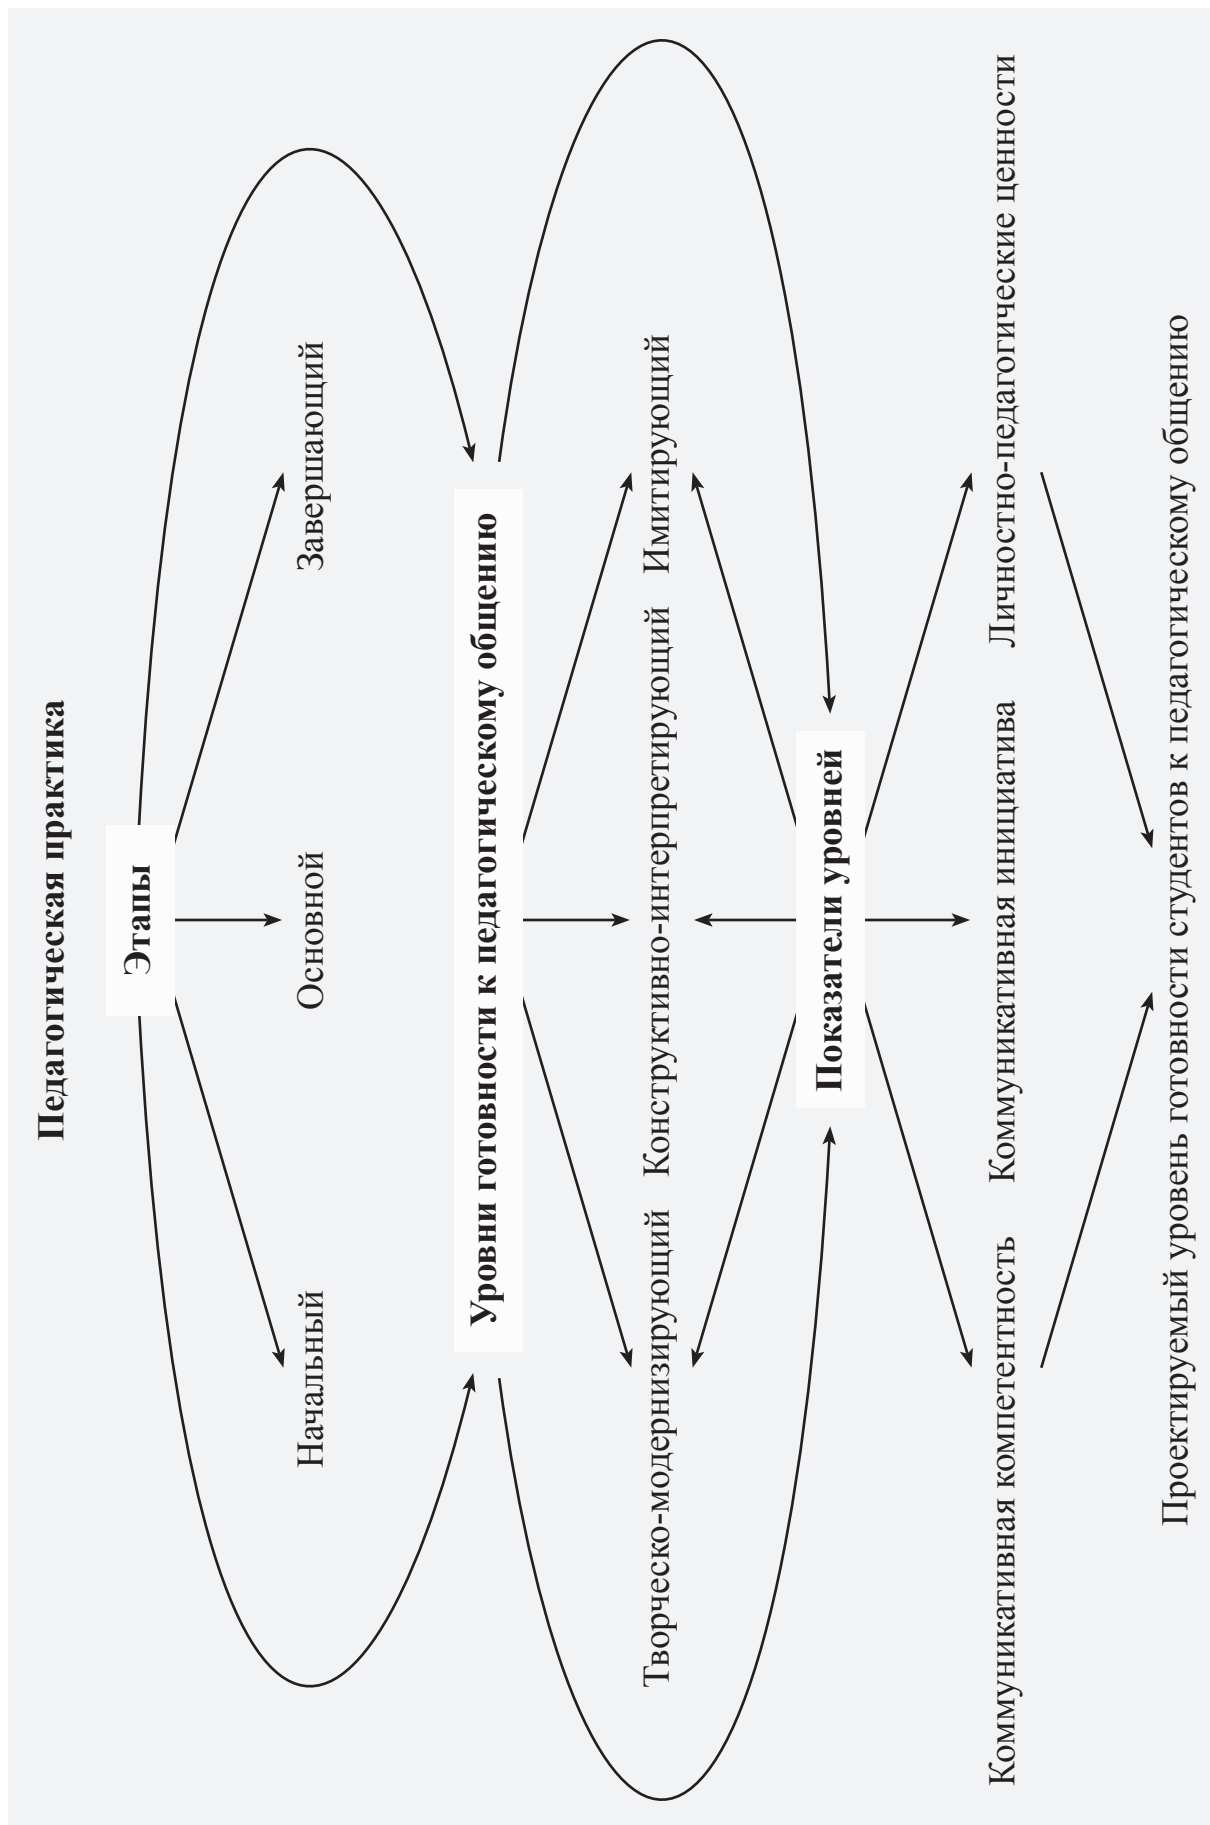 Педагогическая практика
Этапы
Начальный
Основной
Завершающий
Уровни готовности к педагогическому общению
Творческо-модернизирующий
Конструктивно-интерпретирующий
Имитирующий
Показатели уровней
Коммуникативная компетентность
Коммуникативная инициатива
Личностно-педагогические ценности
Проектируемый уровень готовности студентов к педагогическому общению